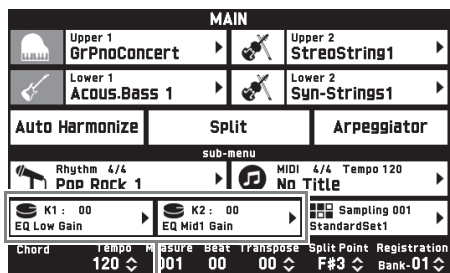 MAIN
Upper 1
GrPnoConcert
Upper 2
StreoString1
Lower 1
Acous.Bass 1
Lower 2
Syn-Strings1
Auto Harmonize
Split
Arpeggiator
sub-menu
Rhythm 4/4
Pop Rock 1
MIDI 4/4 Tempo 120
No Title
K1 : 00
EQ Low Gain
K2 : 00
EQ Mid1 Gain
Sampling 001
StandardSet1
Chord Tempo Measure Beat Transpose Split Point Registration
120 001 00 00 F#3 Bank-01